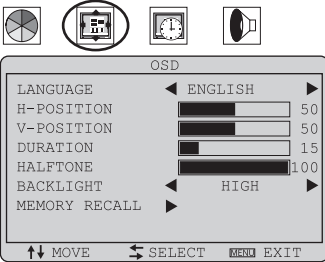 OSD
LANGUAGE ENGLISH
H-POSITION 50
V-POSITION 50
DURATION 15
HALFTONE 100
BACKLIGHT HIGH
MEMORY RECALL
MOVE SELECT MENU EXIT